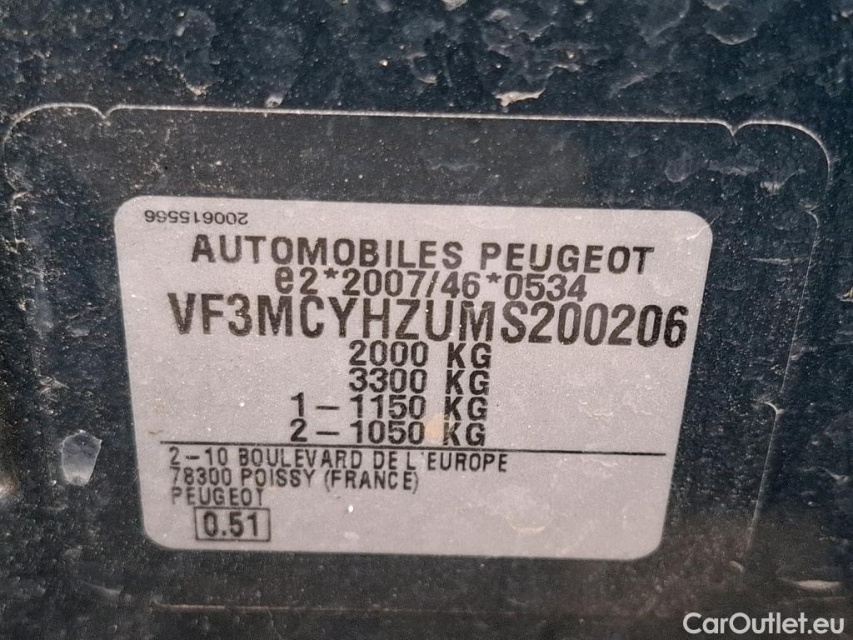 200615566
AUTOMOBILES PEUGEOT
e2*2007/46*0534
VF3MCYHZUMS200206
2000 KG
3300 KG
1-1150 KG
2-1050 KG
2-10 BOULEVARD DE L'EUROPE
78300 POISSY (FRANCE)
PEUGEOT
0.51
CarOutlet.eu